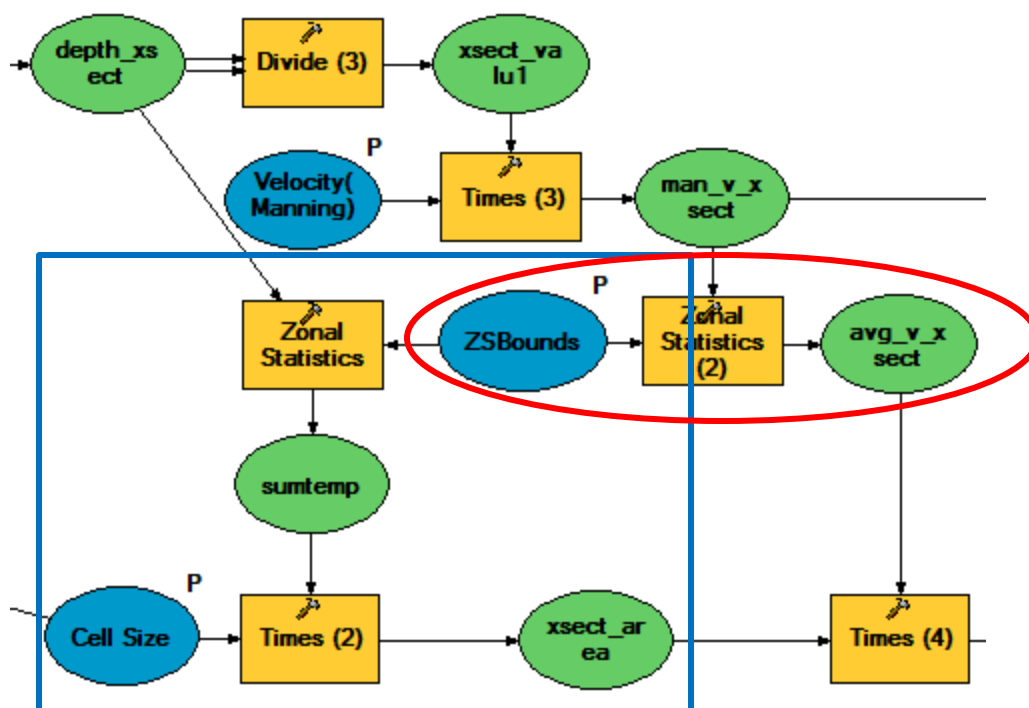 depth_xs
ect
Divide (3)
xsect_va
lu1
P
Velocity(
Manning)
Times (3)
man_v_x
sect
P
Zonal
Statistics
ZSBounds
Zonal
Statistics
(2)
avg_v_x
sect
sumtemp
P
Cell Size
Times (2)
xsect_ar
ea
Times (4)